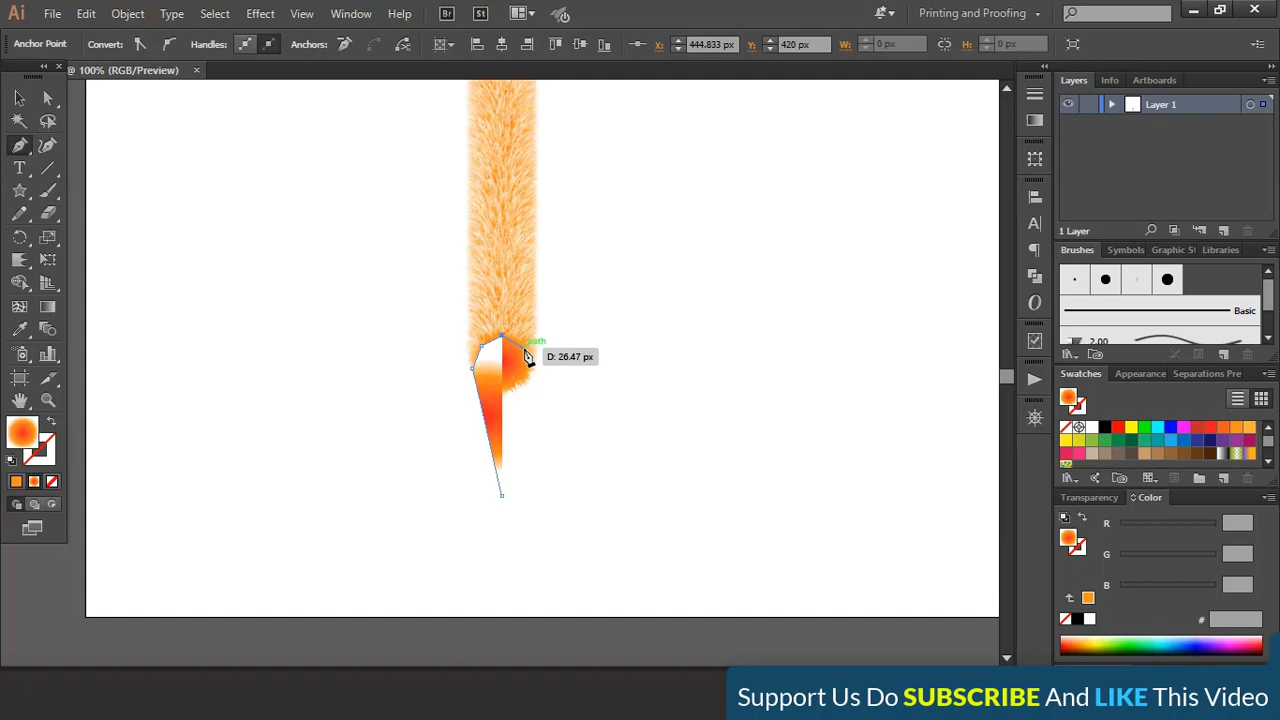 Ai File Edit Object Type Select Effect View Window Help Br St Printing and Proofing
Anchor Point Convert: Handles: Anchors: X: 444.833 px Y: 420 px W: 0 px H: 0 px
@ 100% (RGB/Preview)
Layers Info Artboards
Layer 1
1 Layer
Brushes Symbols Graphic S Libraries
Basic
2.00
Swatches Appearance Separations Pre
path
D: 26.47 px
Transparency Color
R
G
B
#
Support Us Do SUBSCRIBE And LIKE This Video